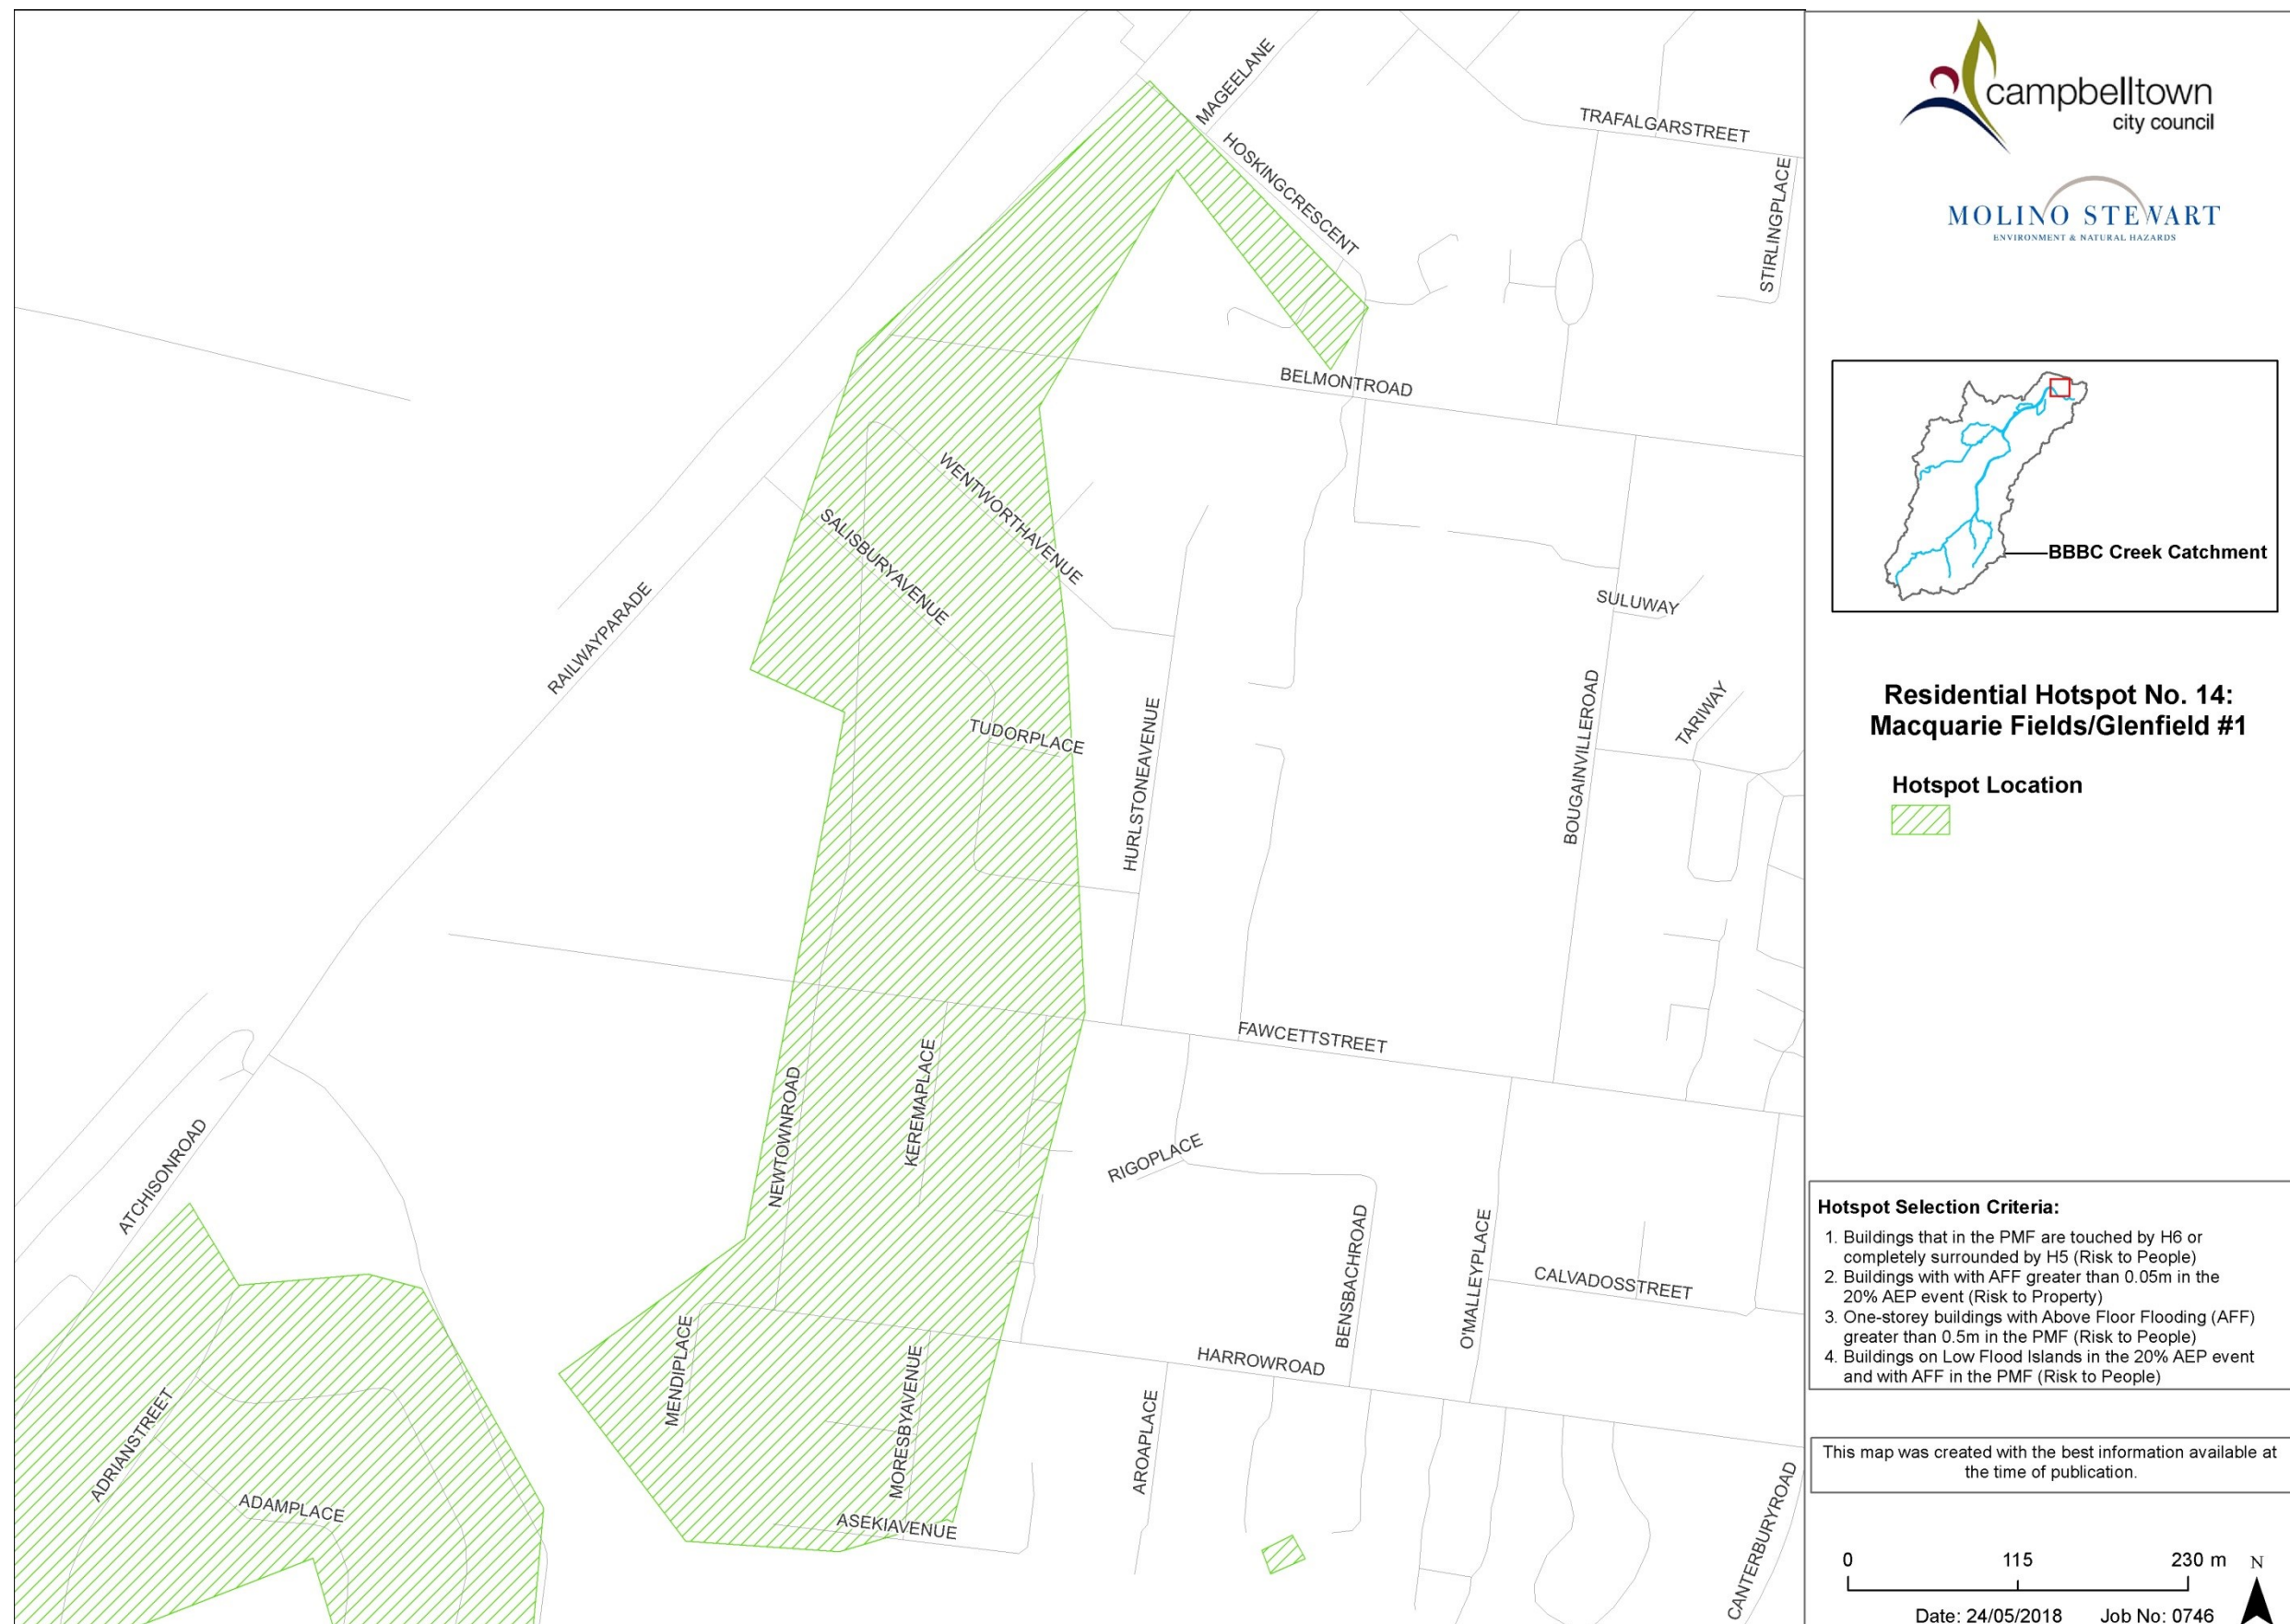 MAGEELANE
TRAFALGARSTREET
HOSKINGCRESCENT
STIRLINGPLACE
BELMONTROAD
WENTWORTHAVENUE
SALISBURYAVENUE
RAILWAYPARADE
SULUWAY
TUDORPLACE
HURLSTONEAVENUE
BOUGAINVILLEROAD
TARIWAY
FAWCETTSTREET
KEREMAPLACE
NEWTOWNROAD
ATCHISONROAD
RIGOPLACE
BENSBACHROAD
O'MALLEYPLACE
CALVADOSSTREET
MENDIPLACE
HARROWROAD
MORESBYAVENUE
AROAPLACE
ADRIANSTREET
ADAMPLACE
ASEKIAVENUE
CANTERBURYROAD
campbelltown
city council
MOLINO STEWART
ENVIRONMENT & NATURAL HAZARDS
BBBC Creek Catchment
Residential Hotspot No. 14:
Macquarie Fields/Glenfield #1
Hotspot Location
Hotspot Selection Criteria:
1. Buildings that in the PMF are touched by H6 or
completely surrounded by H5 (Risk to People)
2. Buildings with with AFF greater than 0.05m in the
20% AEP event (Risk to Property)
3. One-storey buildings with Above Floor Flooding (AFF)
greater than 0.5m in the PMF (Risk to People)
4. Buildings on Low Flood Islands in the 20% AEP event
and with AFF in the PMF (Risk to People)
This map was created with the best information available at
the time of publication.
0 115 230 m N
Date: 24/05/2018 Job No: 0746